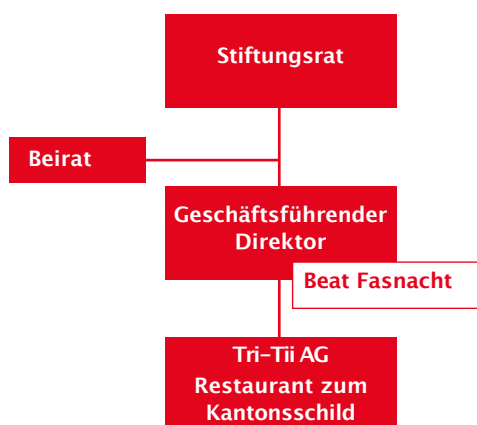 Stiftungsrat
Beirat
Geschäftsführender
Direktor
Beat Fasnacht
Tri-Tii AG
Restaurant zum
Kantonsschild